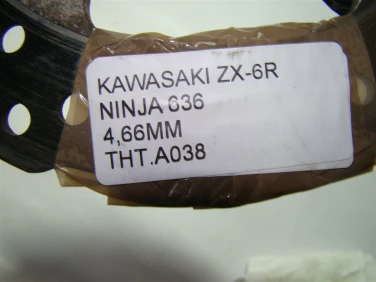 KAWASAKI ZX-6R
NINJA 636
4,66MM
THT.A038